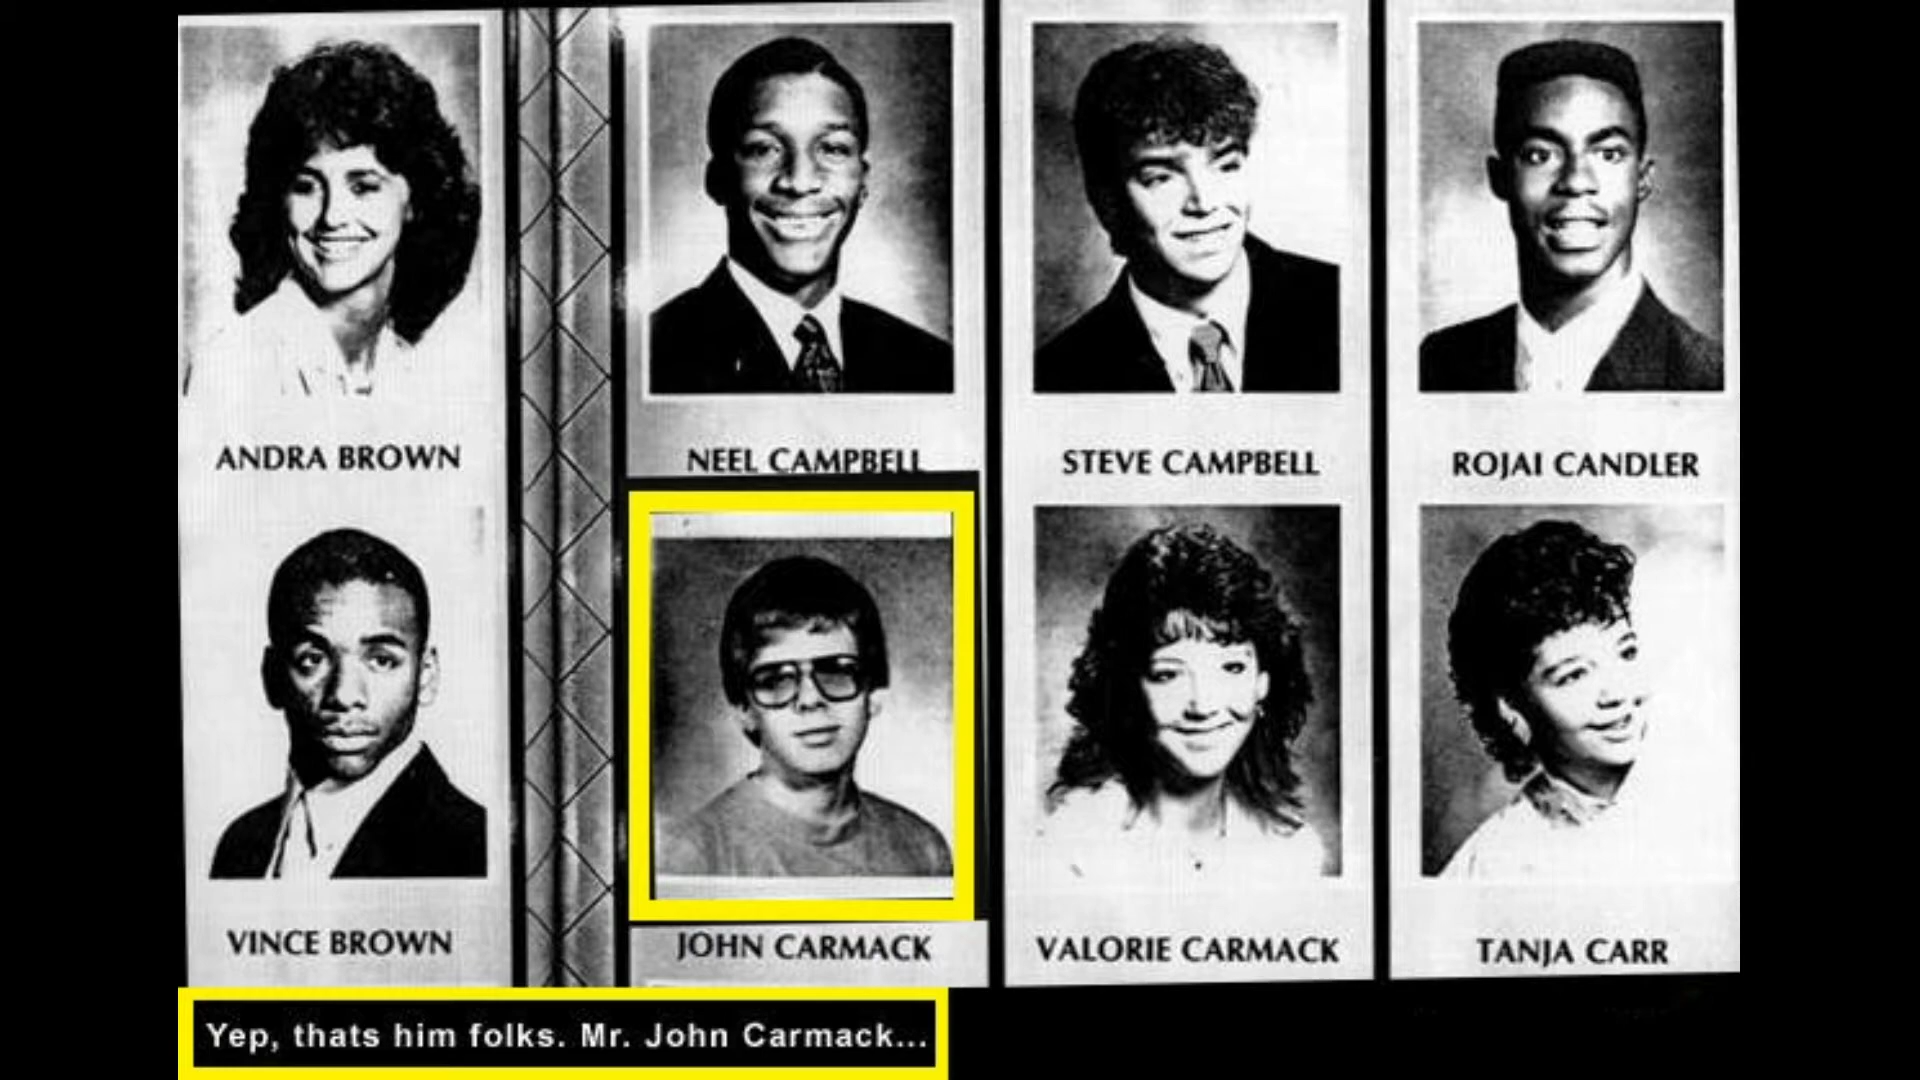 ANDRA BROWN
NEEL CAMPBELL
STEVE CAMPBELL
ROJAI CANDLER
VINCE BROWN
JOHN CARMACK
VALORIE CARMACK
TANJA CARR
Yep, thats him folks. Mr. John Carmack...